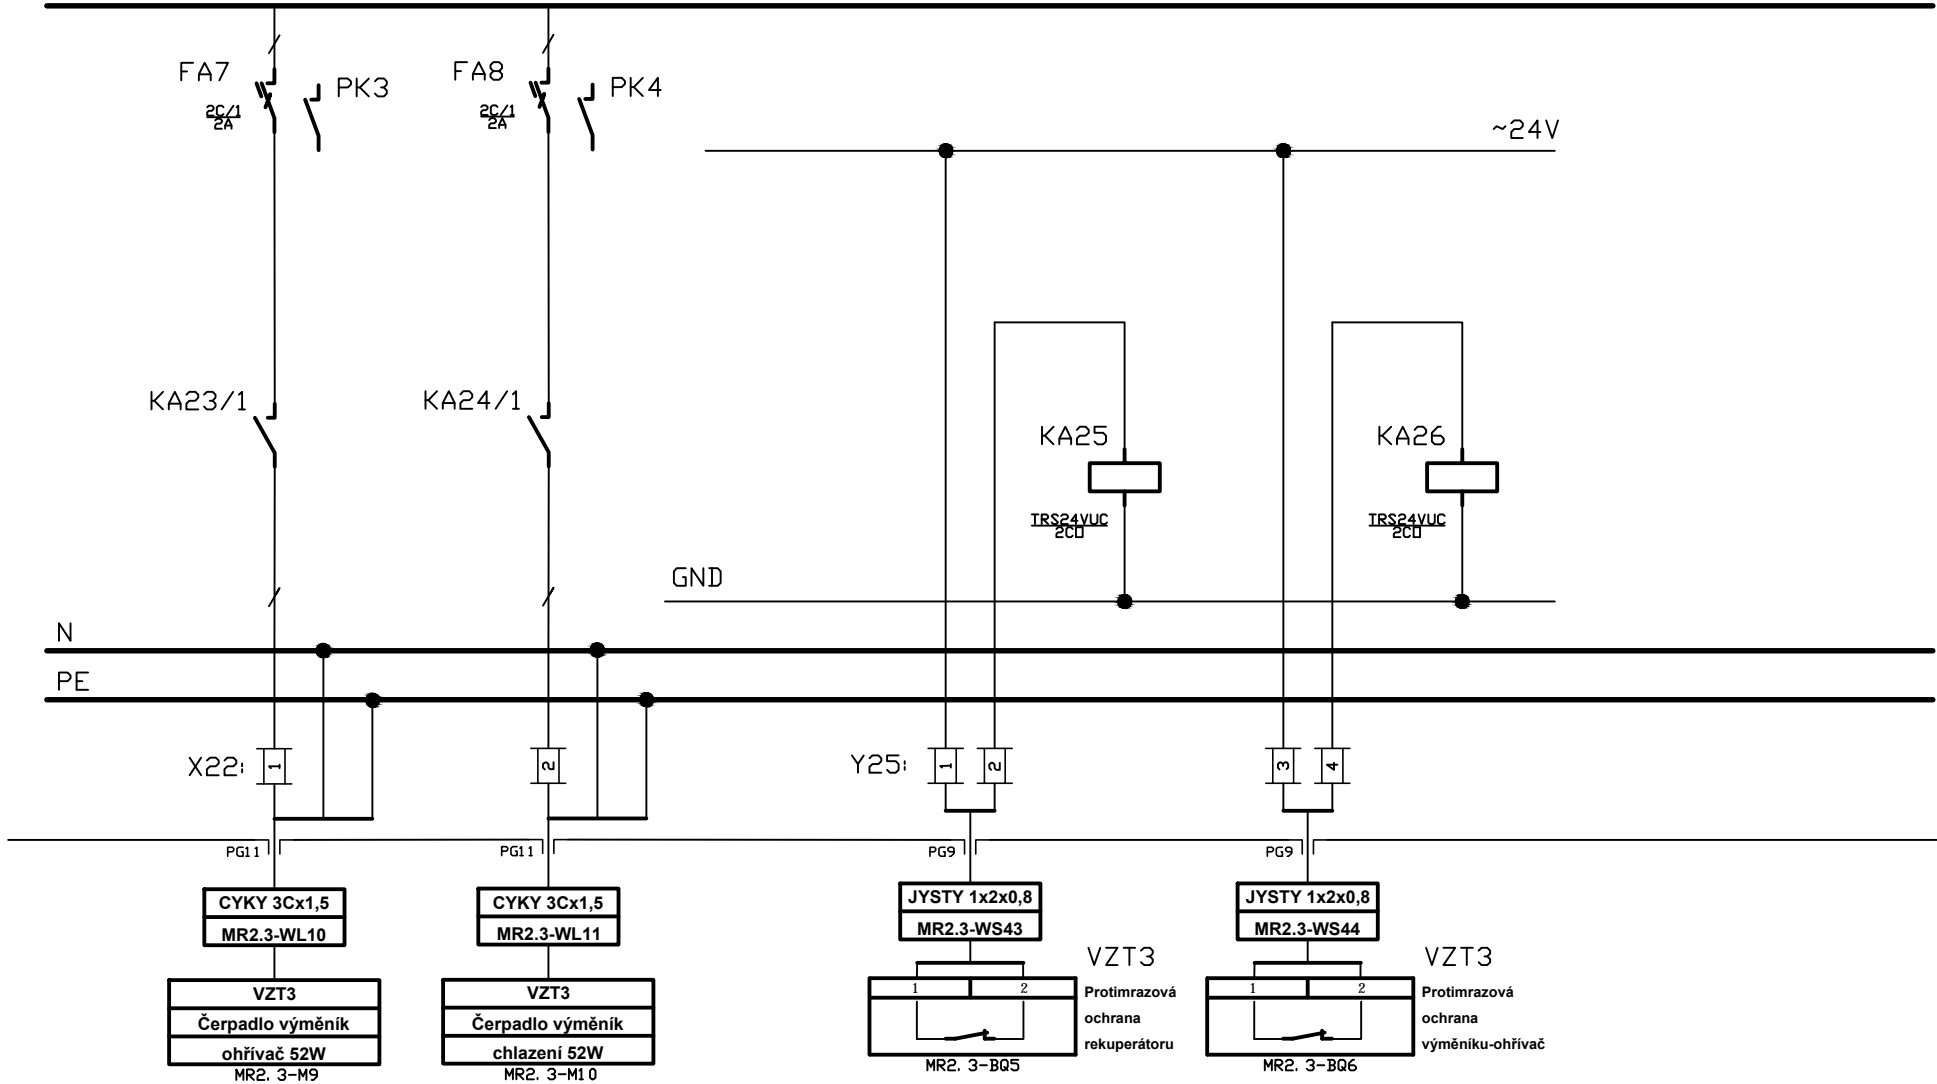 FA7
2C/1
2A
PK3
FA8
2C/1
2A
PK4
~24V
KA23/1
KA24/1
KA25
TRS24VUC
2CO
KA26
TRS24VUC
2CO
GND
N
PE
X22:
1
2
Y25:
1
2
3
4
PG11
PG11
PG9
PG9
CYKY 3Cx1,5
MR2.3-WL10
CYKY 3Cx1,5
MR2.3-WL11
JYSTY 1x2x0,8
MR2.3-WS43
JYSTY 1x2x0,8
MR2.3-WS44
VZT3
Čerpadlo výměník
ohřívač 52W
MR2. 3-M9
VZT3
Čerpadlo výměník
chlazení 52W
MR2. 3-M10
1
2
MR2. 3-BQ5
VZT3
Protimrazová
ochrana
rekuperátoru
1
2
MR2. 3-BQ6
VZT3
Protimrazová
ochrana
výměníku-ohřívač